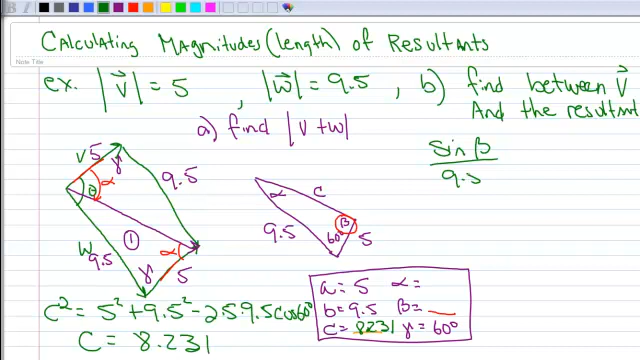 Calculating Magnitudes (length) of Resultants
Note Title
ex. |v| = 5 , |w| = 9.5 , b) find between v
And the resultant
a) find |v+w|
sin β
9.5
v 5
γ
θ
α
9.5
①
w
9.5
α
γ
5
α
c
β
9.5
60°
5
a = 5 α =
b = 9.5 β =
c = 8.231 γ = 60°
c² = 5² + 9.5² - 2·5·9.5 cos 60°
c = 8.231